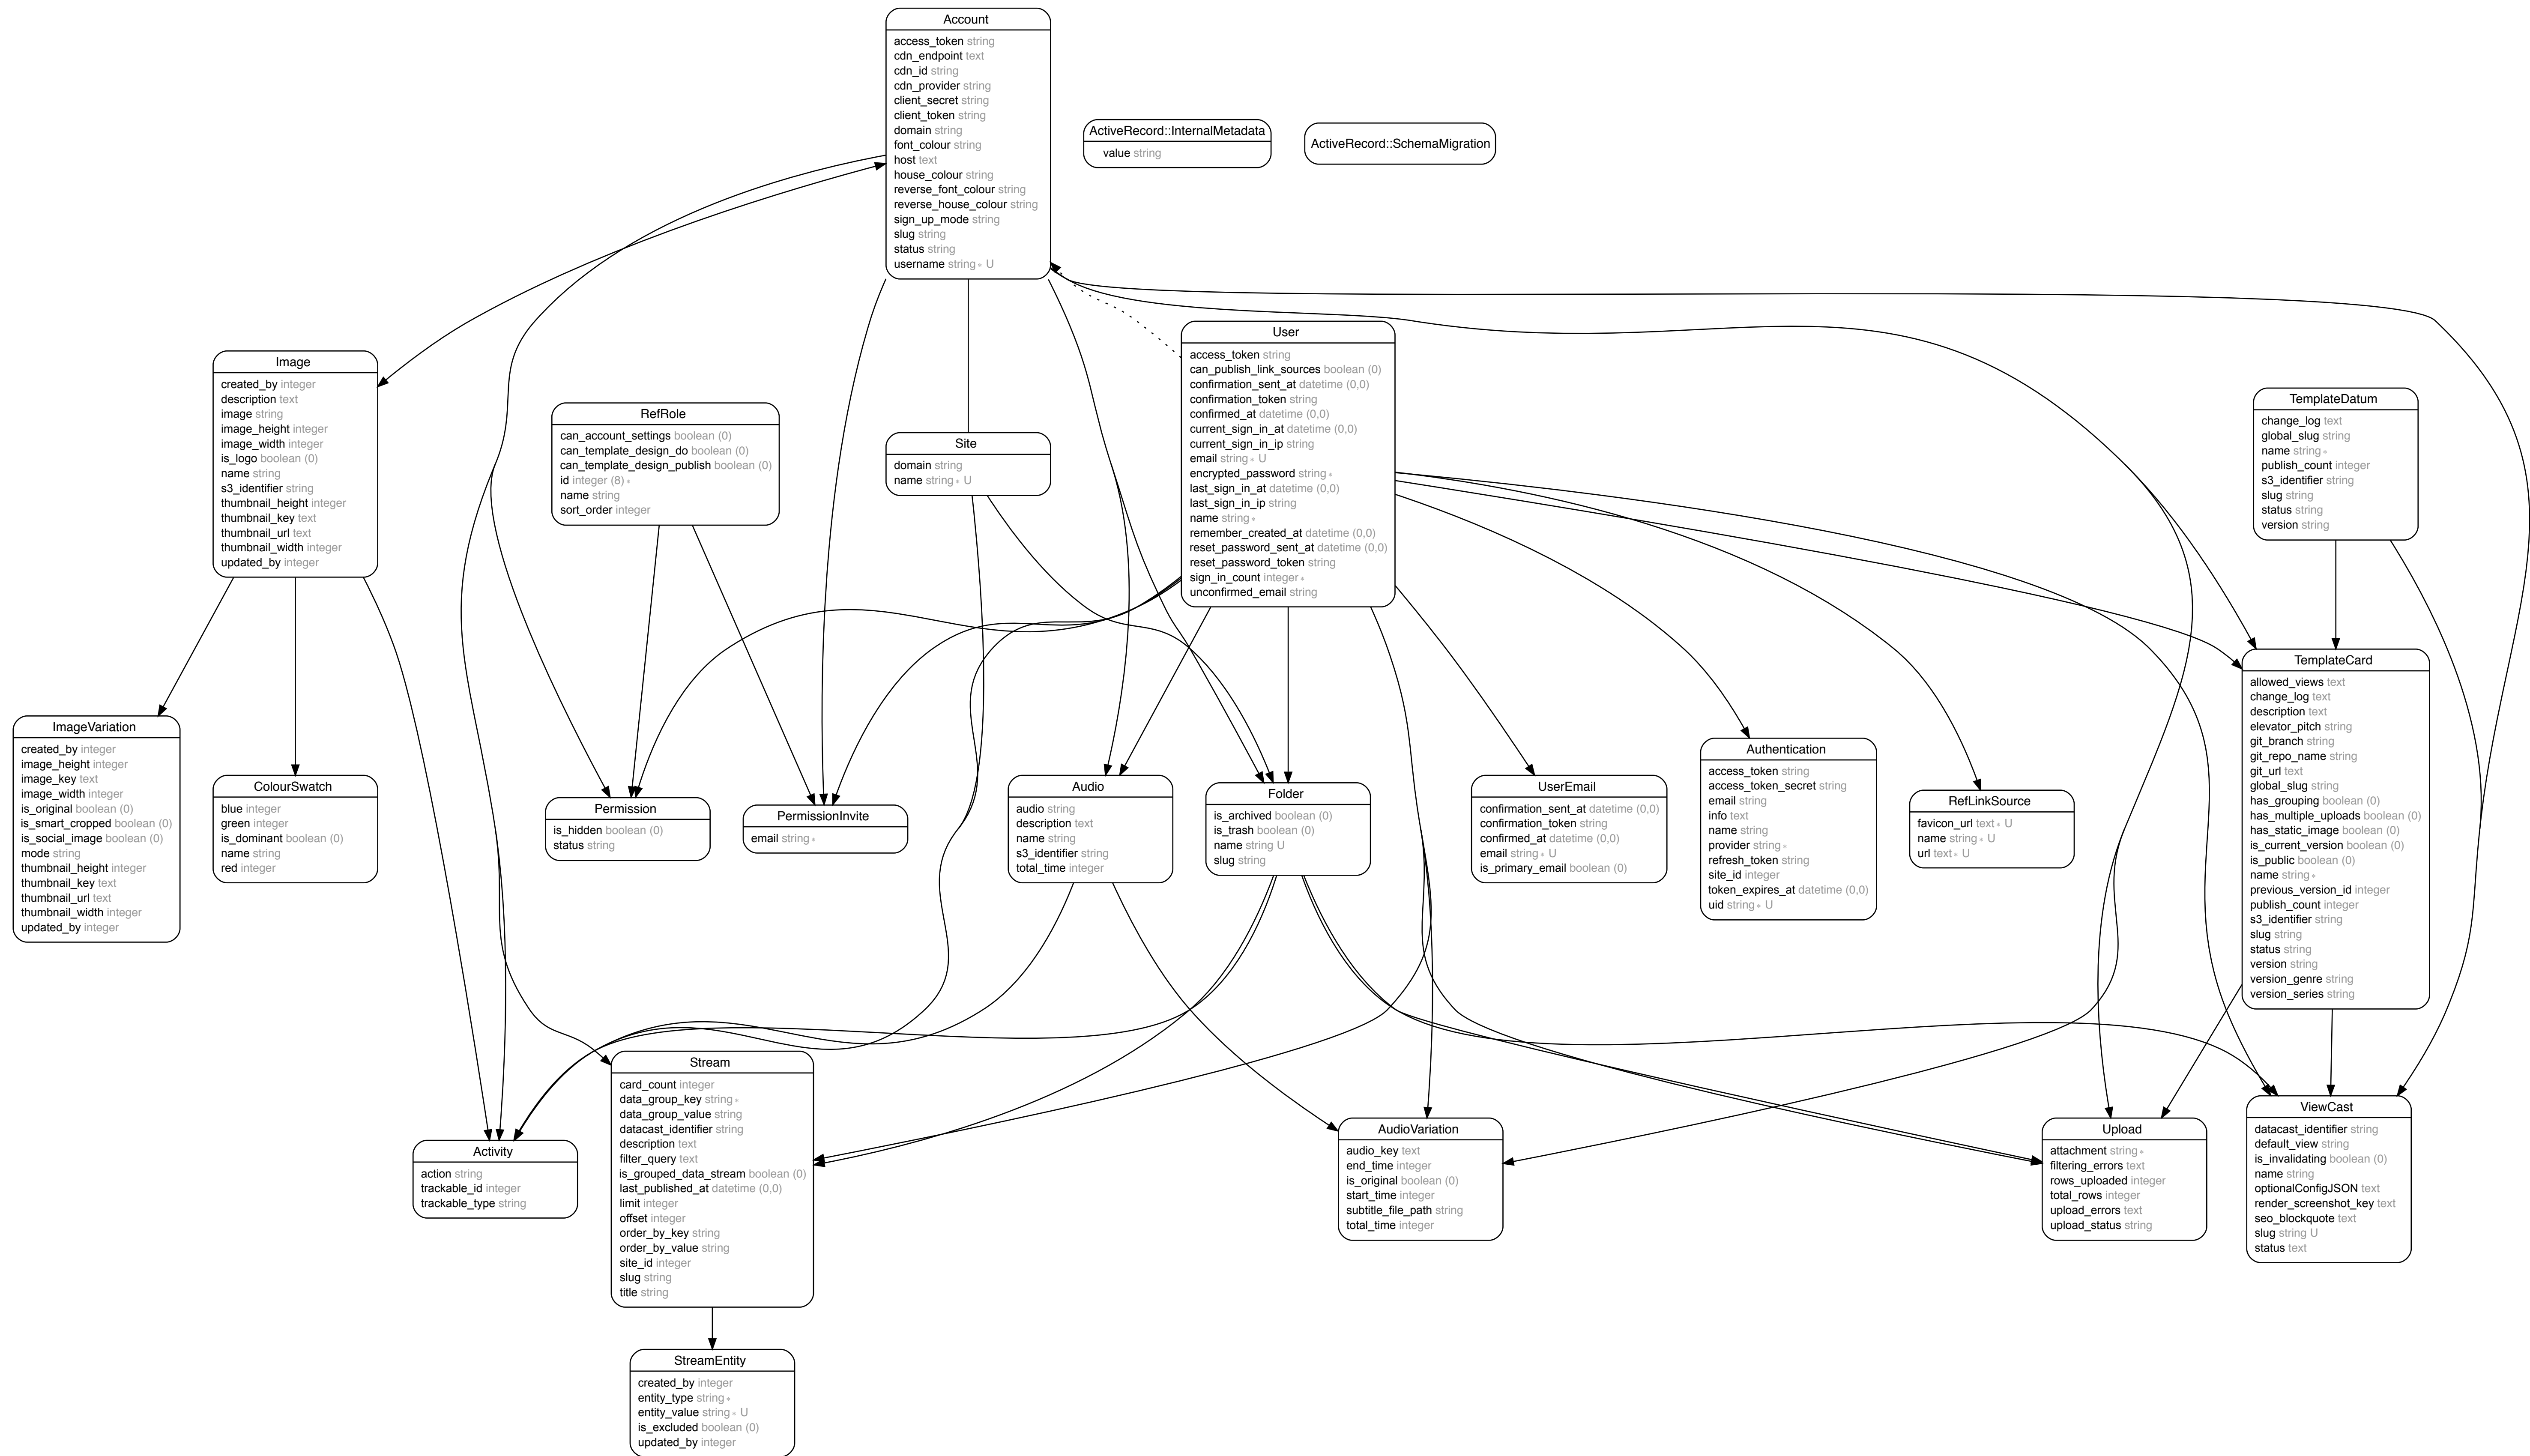 Account
access_token string
cdn_endpoint text
cdn_id string
cdn_provider string
client_secret string
client_token string
domain string
font_colour string
host text
house_colour string
reverse_font_colour string
reverse_house_colour string
sign_up_mode string
slug string
status string
username string∗ U
ActiveRecord::InternalMetadata
value string
ActiveRecord::SchemaMigration
User
access_token string
can_publish_link_sources boolean (0)
confirmation_sent_at datetime (0,0)
confirmation_token string
confirmed_at datetime (0,0)
current_sign_in_at datetime (0,0)
current_sign_in_ip string
email string∗ U
encrypted_password string∗
last_sign_in_at datetime (0,0)
last_sign_in_ip string
name string∗
remember_created_at datetime (0,0)
reset_password_sent_at datetime (0,0)
reset_password_token string
sign_in_count integer∗
unconfirmed_email string
Image
created_by integer
description text
image string
image_height integer
image_width integer
is_logo boolean (0)
name string
s3_identifier string
thumbnail_height integer
thumbnail_key text
thumbnail_url text
thumbnail_width integer
updated_by integer
RefRole
can_account_settings boolean (0)
can_template_design_do boolean (0)
can_template_design_publish boolean (0)
id integer (8)∗
name string
sort_order integer
Site
domain string
name string∗ U
TemplateDatum
change_log text
global_slug string
name string∗
publish_count integer
s3_identifier string
slug string
status string
version string
TemplateCard
allowed_views text
change_log text
description text
elevator_pitch string
git_branch string
git_repo_name string
git_url text
global_slug string
has_grouping boolean (0)
has_multiple_uploads boolean (0)
has_static_image boolean (0)
is_current_version boolean (0)
is_public boolean (0)
name string∗
previous_version_id integer
publish_count integer
s3_identifier string
slug string
status string
version string
version_genre string
version_series string
ImageVariation
created_by integer
image_height integer
image_key text
image_width integer
is_original boolean (0)
is_smart_cropped boolean (0)
is_social_image boolean (0)
mode string
thumbnail_height integer
thumbnail_key text
thumbnail_url text
thumbnail_width integer
updated_by integer
ColourSwatch
blue integer
green integer
is_dominant boolean (0)
name string
red integer
Permission
is_hidden boolean (0)
status string
PermissionInvite
email string∗
Audio
audio string
description text
name string
s3_identifier string
total_time integer
Folder
is_archived boolean (0)
is_trash boolean (0)
name string U
slug string
UserEmail
confirmation_sent_at datetime (0,0)
confirmation_token string
confirmed_at datetime (0,0)
email string∗ U
is_primary_email boolean (0)
Authentication
access_token string
access_token_secret string
email string
info text
name string
provider string∗
refresh_token string
site_id integer
token_expires_at datetime (0,0)
uid string∗ U
RefLinkSource
favicon_url text∗ U
name string∗ U
url text∗ U
Activity
action string
trackable_id integer
trackable_type string
Stream
card_count integer
data_group_key string∗
data_group_value string
datacast_identifier string
description text
filter_query text
is_grouped_data_stream boolean (0)
last_published_at datetime (0,0)
limit integer
offset integer
order_by_key string
order_by_value string
site_id integer
slug string
title string
AudioVariation
audio_key text
end_time integer
is_original boolean (0)
start_time integer
subtitle_file_path string
total_time integer
Upload
attachment string∗
filtering_errors text
rows_uploaded integer
total_rows integer
upload_errors text
upload_status string
ViewCast
datacast_identifier string
default_view string
is_invalidating boolean (0)
name string
optionalConfigJSON text
render_screenshot_key text
seo_blockquote text
slug string U
status text
StreamEntity
created_by integer
entity_type string∗
entity_value string∗ U
is_excluded boolean (0)
updated_by integer